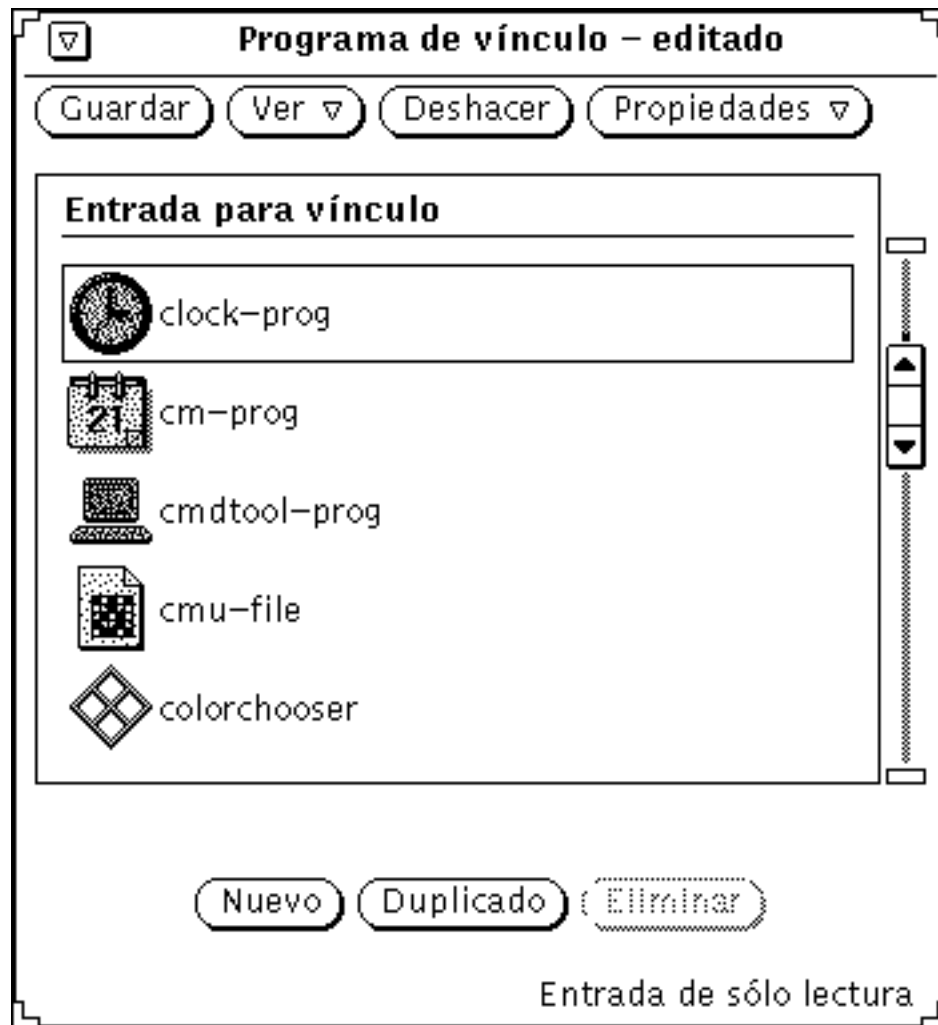 Programa de vínculo – editado
Guardar Ver Deshacer Propiedades
Entrada para vínculo
clock–prog
21
cm–prog
cmdtool–prog
cmu–file
colorchooser
Nuevo Duplicado Eliminar
Entrada de sólo lectura